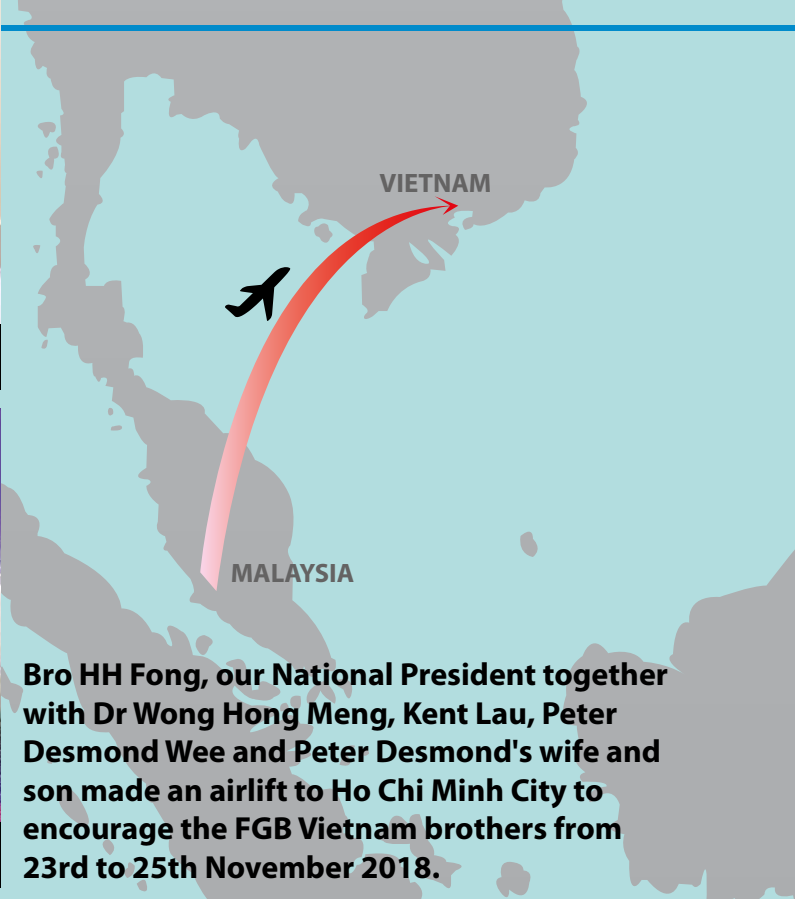 VIETNAM
MALAYSIA
Bro HH Fong, our National President together
with Dr Wong Hong Meng, Kent Lau, Peter
Desmond Wee and Peter Desmond's wife and
son made an airlift to Ho Chi Minh City to
encourage the FGB Vietnam brothers from
23rd to 25th November 2018.